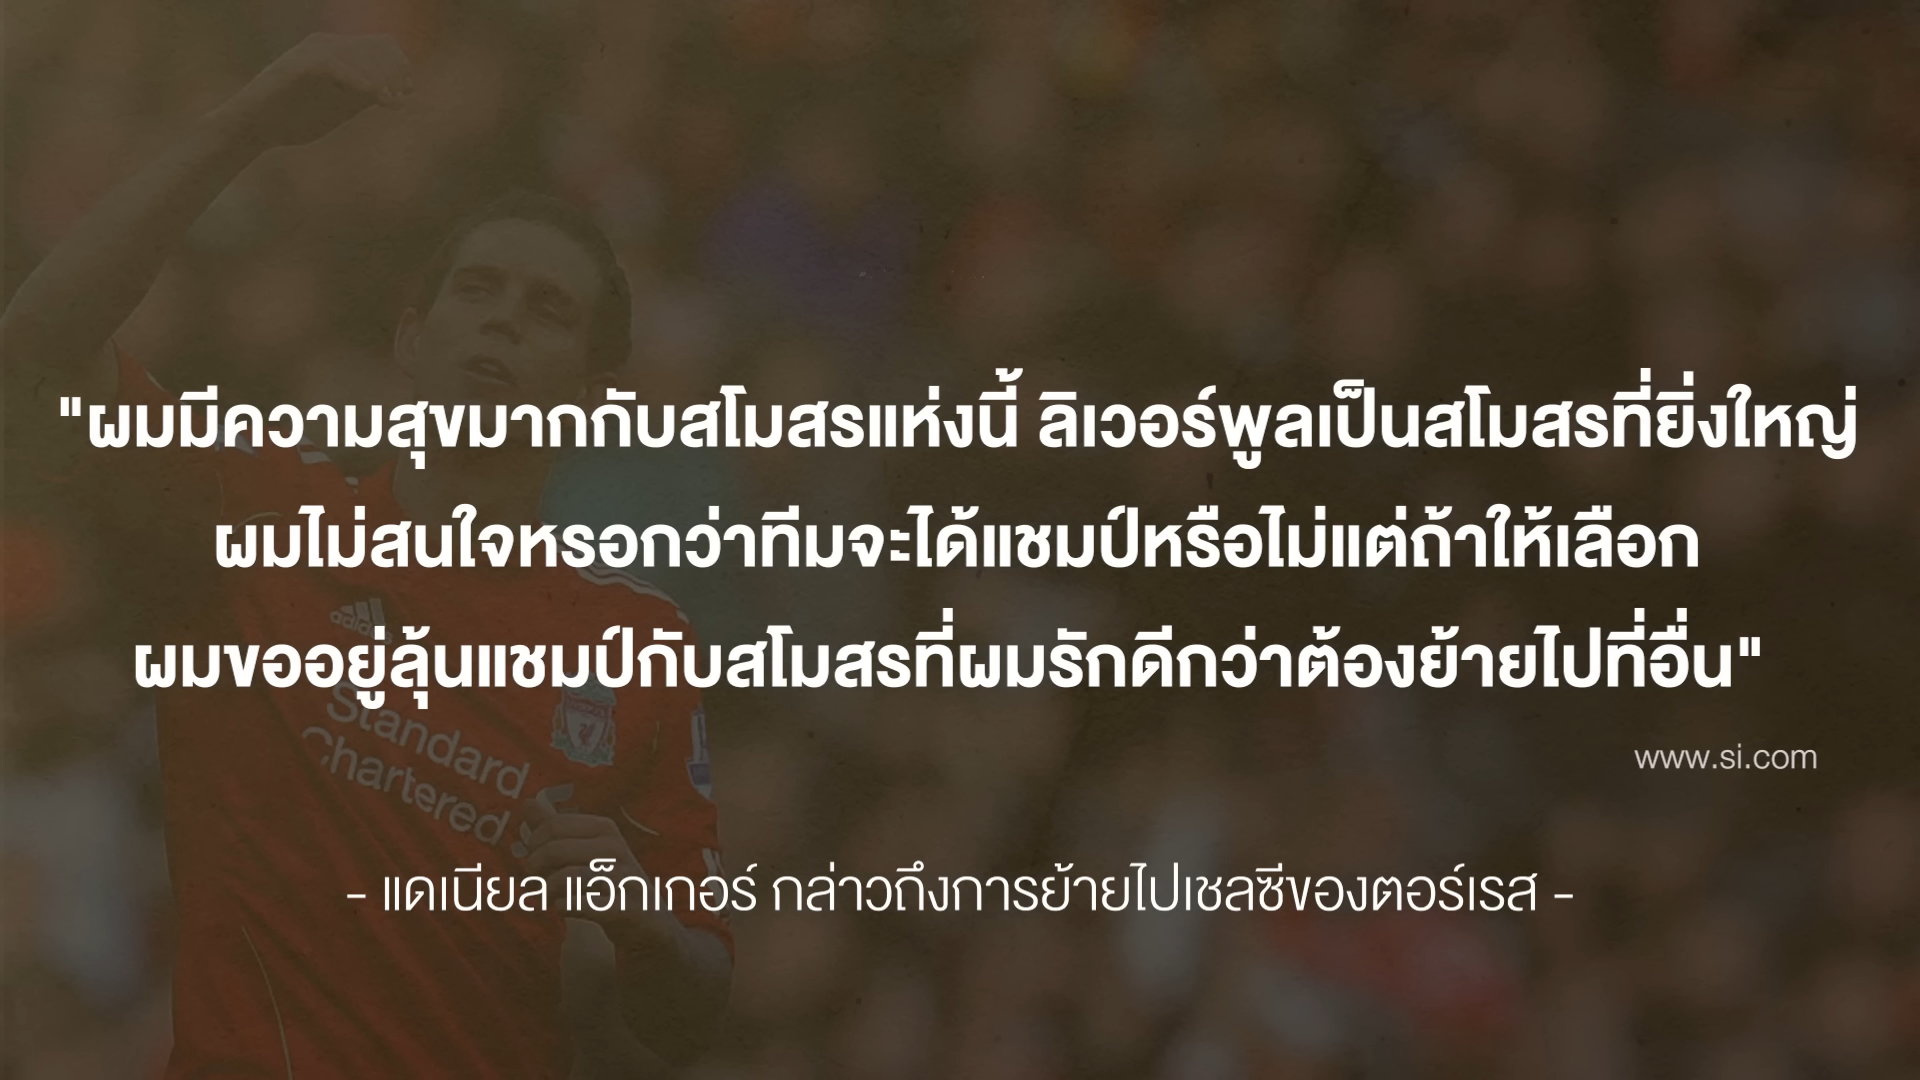 "ผมมีความสุขมากกับสโมสรแห่งนี้ ลิเวอร์พูลเป็นสโมสรที่ยิ่งใหญ่
ผมไม่สนใจหรอกว่าทีมจะได้แชมป์หรือไม่แต่ถ้าให้เลือก
ผมขออยู่ลุ้นแชมป์กับสโมสรที่ผมรักดีกว่าต้องย้ายไปที่อื่น"
adidas
Standard
Chartered
www.si.com
- แดเนียล แอ็กเกอร์ กล่าวถึงการย้ายไปเชลซีของตอร์เรส -